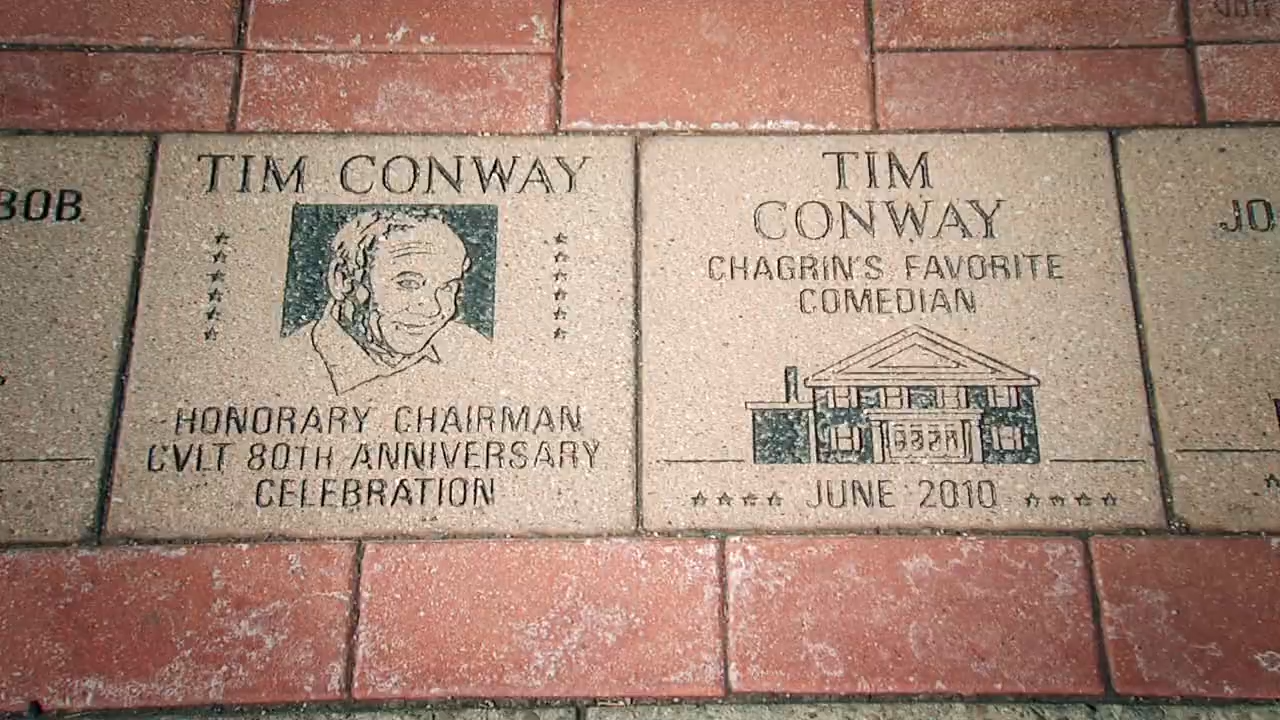 BOB
TIM CONWAY
HONORARY CHAIRMAN
CVLT 80TH ANNIVERSARY
CELEBRATION
TIM
CONWAY
CHAGRIN'S FAVORITE
COMEDIAN
JUNE 2010
JO